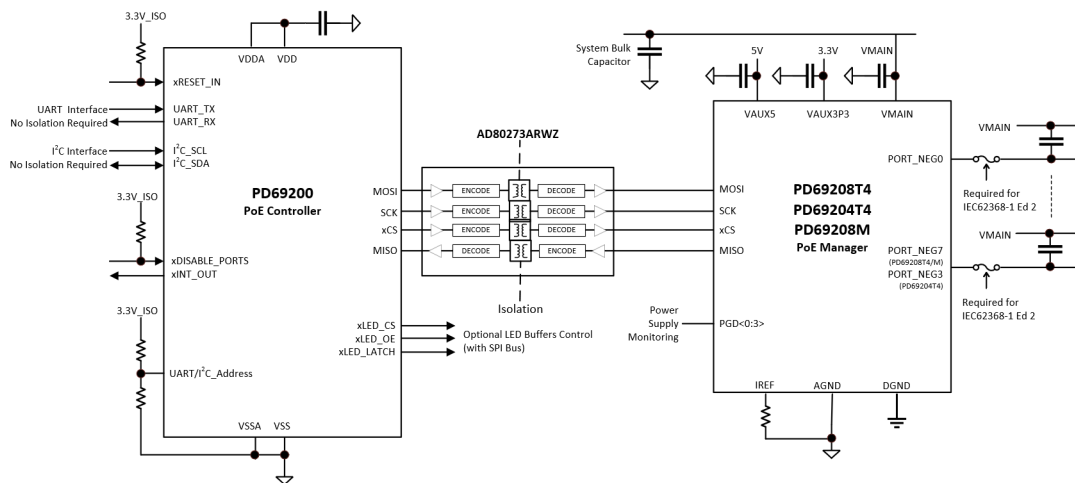 3.3V_ISO
VDDA VDD
xRESET_IN
UART Interface
No Isolation Required
UART_TX
UART_RX
I²C Interface
No Isolation Required
I²C_SCL
I²C_SDA
3.3V_ISO
PD69200
PoE Controller
xDISABLE_PORTS
xINT_OUT
3.3V_ISO
UART/I²C_Address
VSSA VSS
MOSI
SCK
xCS
MISO
xLED_CS
xLED_OE
xLED_LATCH
Optional LED Buffers Control
(with SPI Bus)
AD80273ARWZ
ENCODE DECODE
ENCODE DECODE
ENCODE DECODE
DECODE ENCODE
Isolation
System Bulk
Capacitor
5V 3.3V VMAIN
VAUX5 VAUX3P3 VMAIN
MOSI
SCK
xCS
MISO
PD69208T4
PD69204T4
PD69208M
PoE Manager
Power
Supply
Monitoring
PGD<0:3>
IREF AGND DGND
PORT_NEG0
VMAIN
Required for
IEC62368-1 Ed 2
VMAIN
PORT_NEG7
(PD69208T4/M)
PORT_NEG3
(PD69204T4)
Required for
IEC62368-1 Ed 2